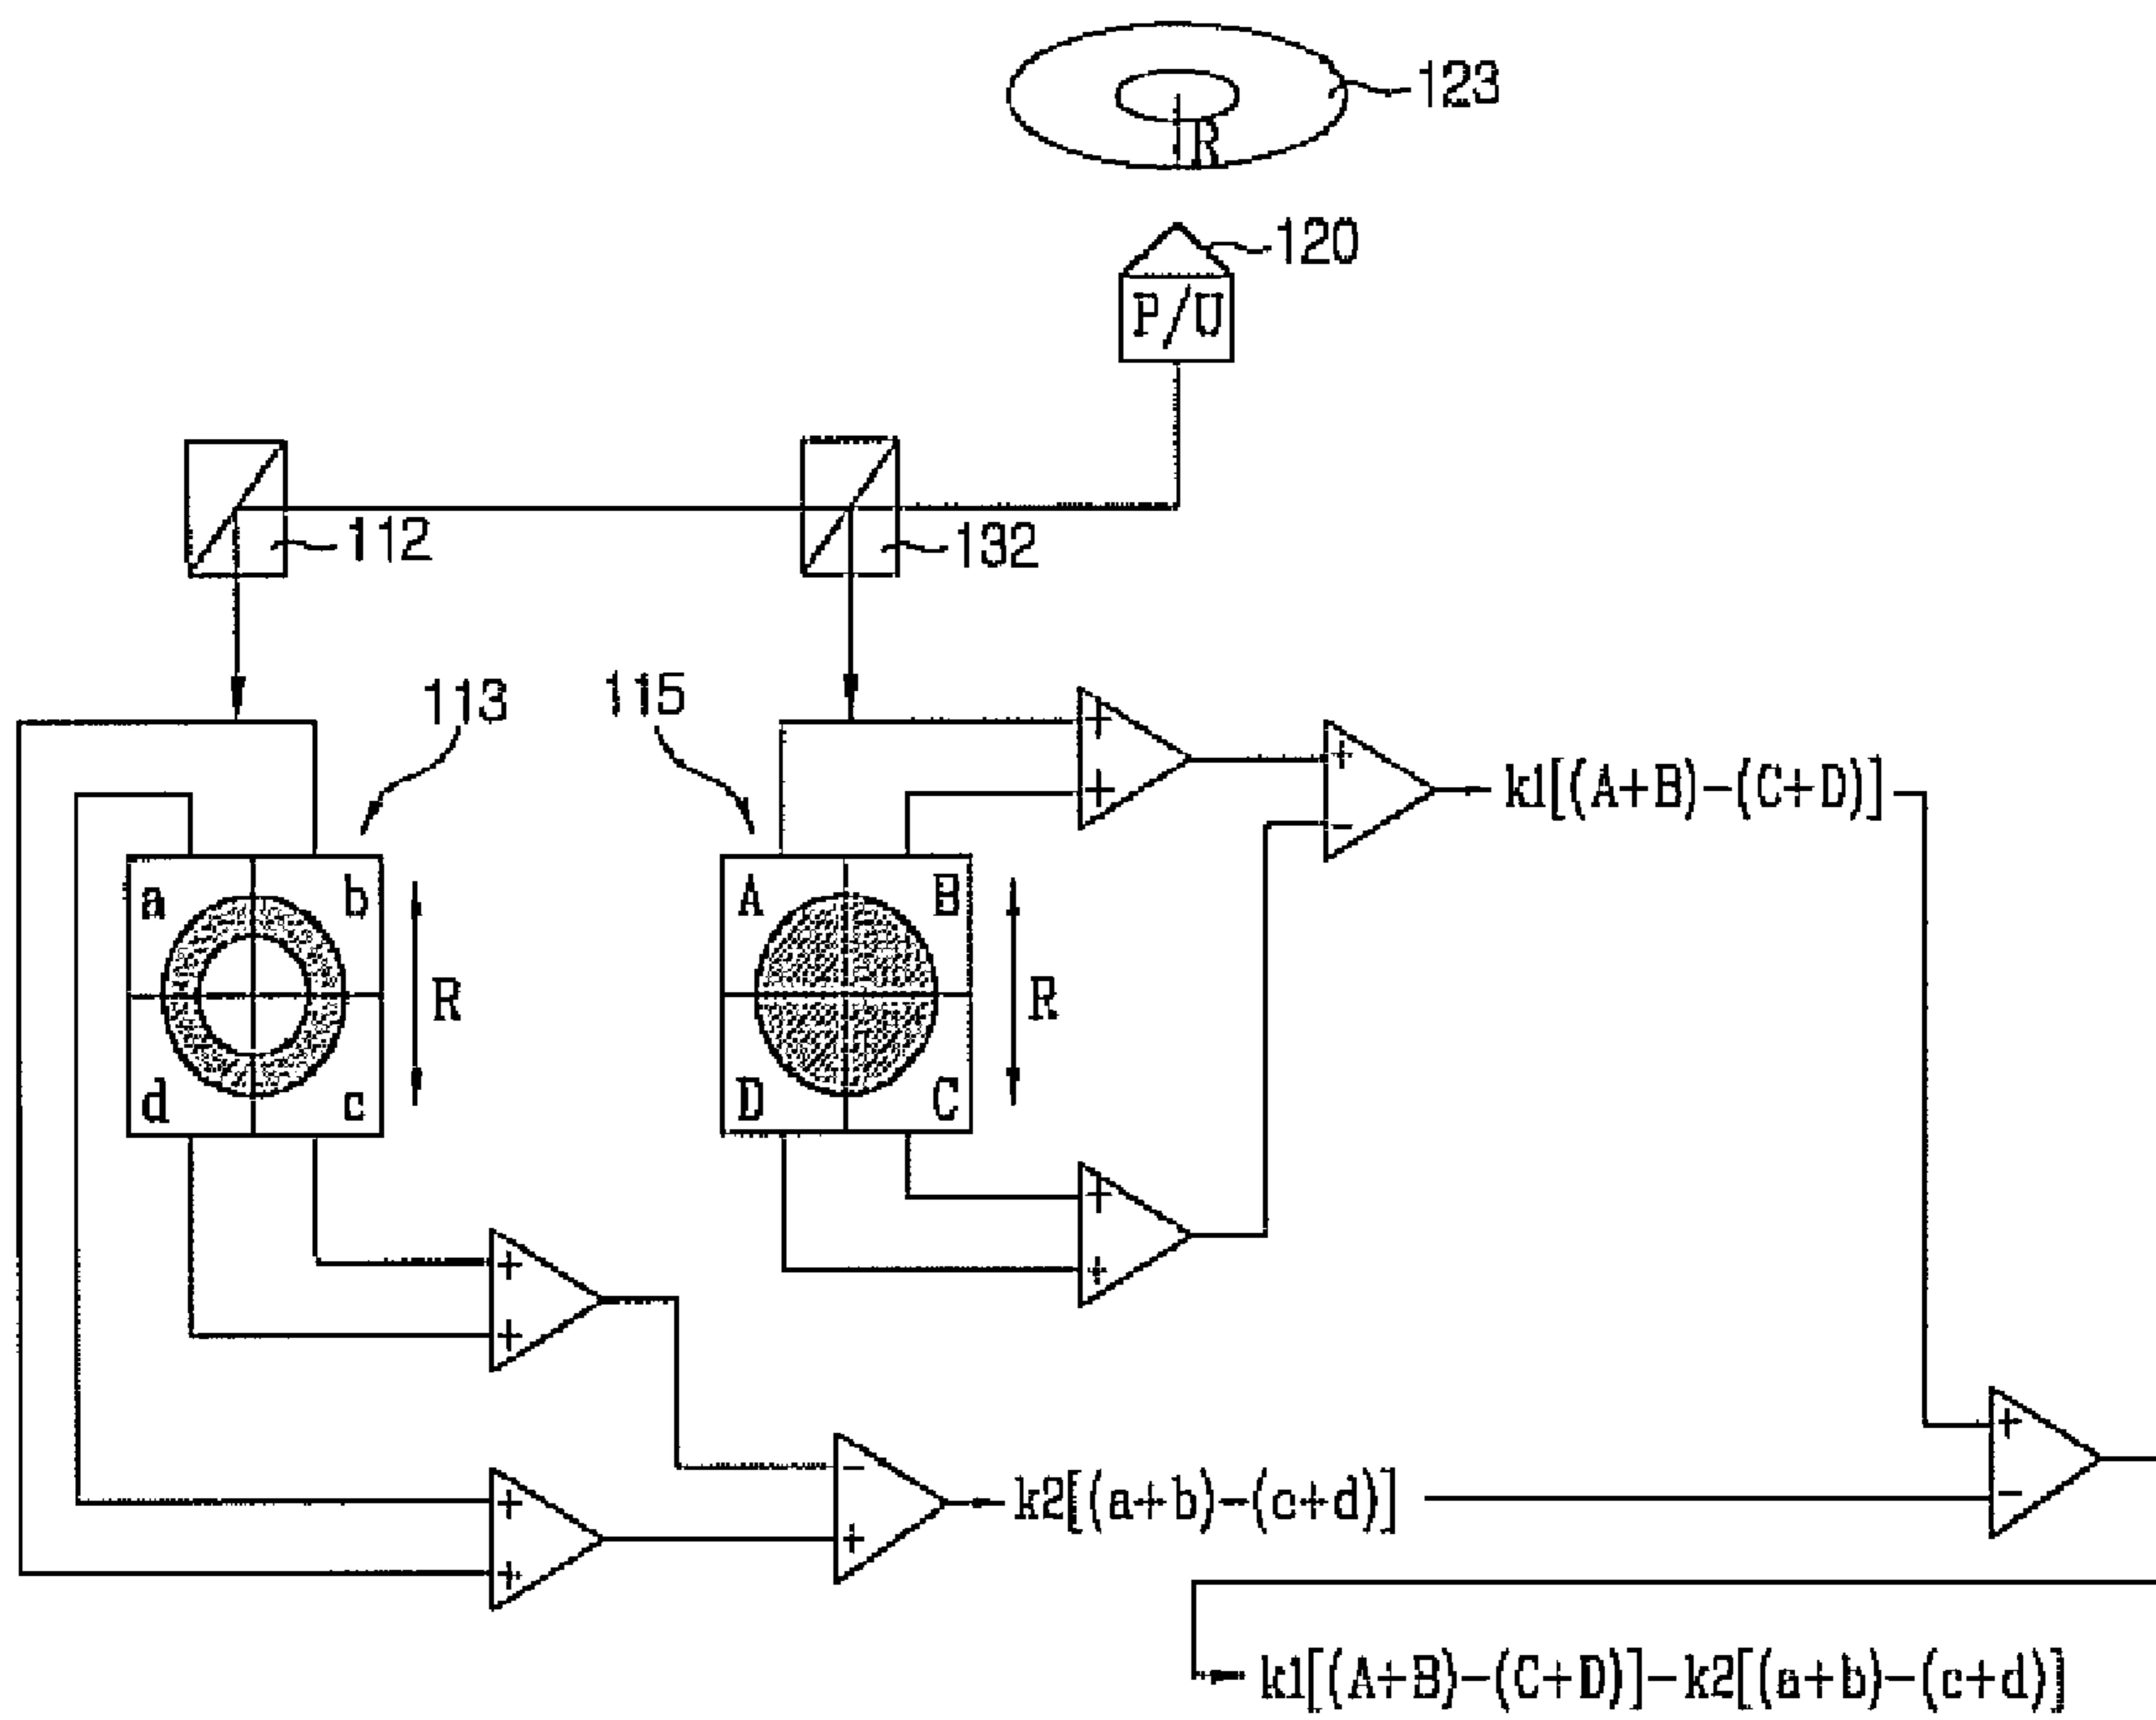 123
R
120
P/U
112
132
113
115
+
+
+
-
k1[(A+B)-(C+D)]
a
b
d
c
R
A
B
D
C
R
+
+
+
+
+
+
-
+
k2[(a+b)-(c+d)]
+
-
k1[(A+B)-(C+D)]-k2[(a+b)-(c+d)]